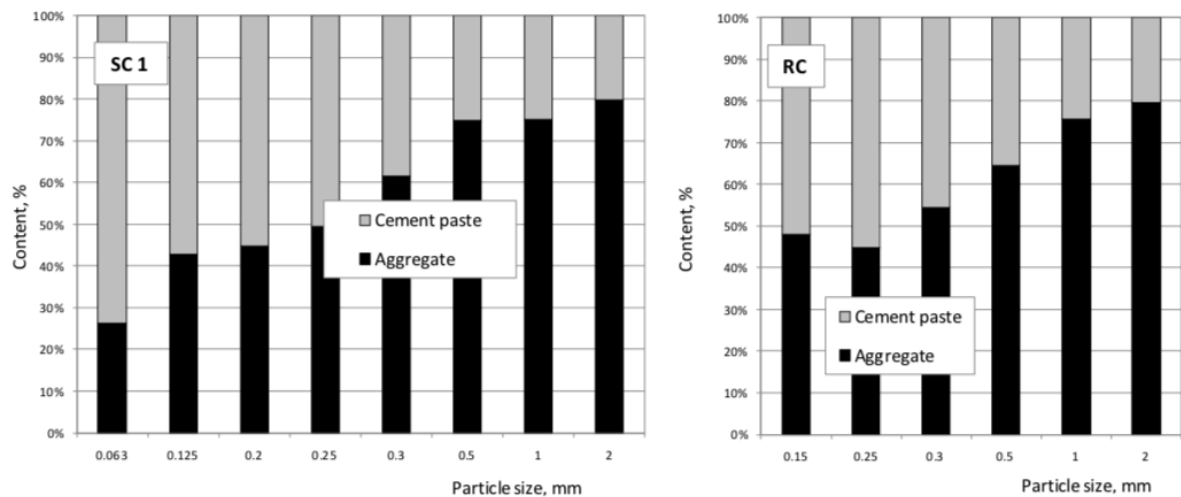 SC 1
100%
90%
80%
70%
60%
50%
40%
30%
20%
10%
0%
Content, %
Cement paste
Aggregate
0.063 0.125 0.2 0.25 0.3 0.5 1 2
Particle size, mm
RC
100%
90%
80%
70%
60%
50%
40%
30%
20%
10%
0%
Content, %
Cement paste
Aggregate
0.15 0.25 0.3 0.5 1 2
Particle size, mm